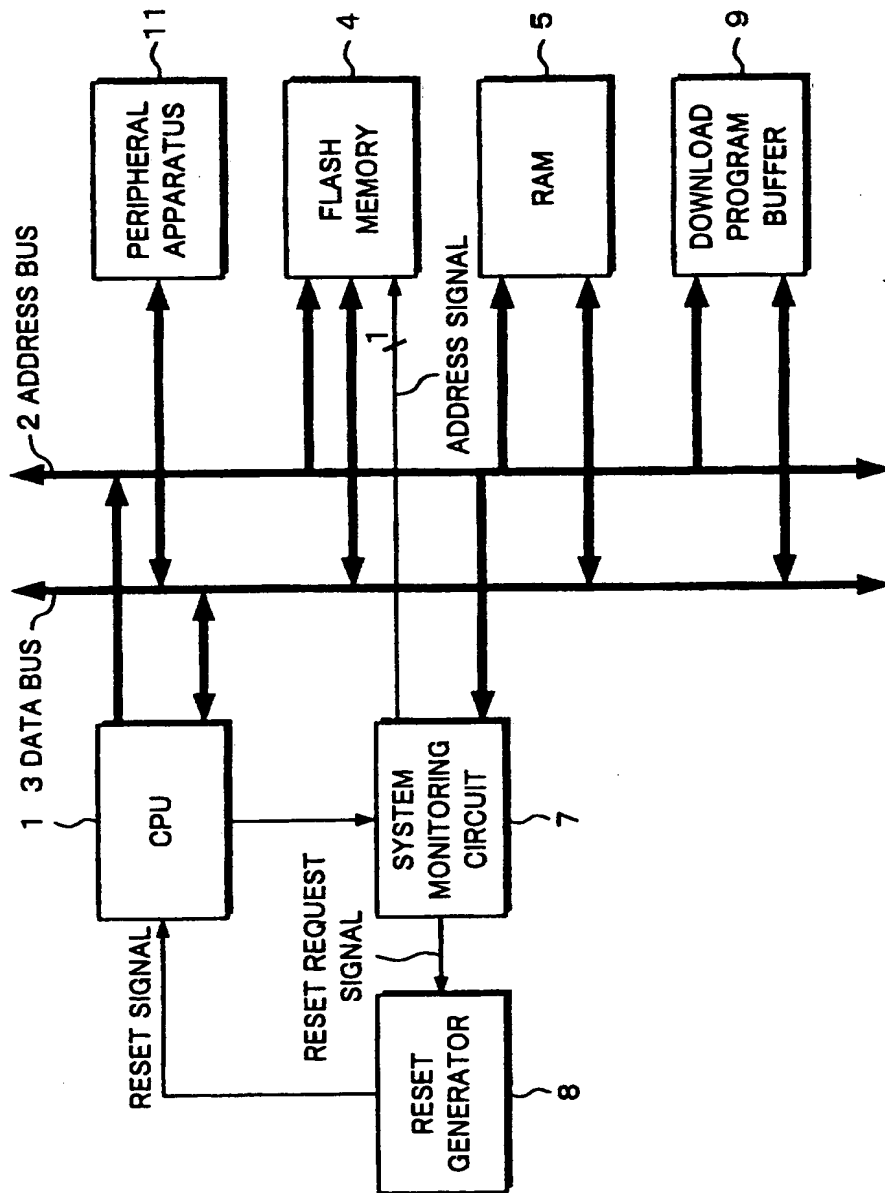 2 ADDRESS BUS
3 DATA BUS
1
CPU
RESET SIGNAL
SYSTEM
MONITORING
CIRCUIT
7
RESET REQUEST
SIGNAL
RESET
GENERATOR
8
PERIPHERAL
APPARATUS
11
FLASH
MEMORY
4
1
ADDRESS SIGNAL
RAM
5
DOWNLOAD
PROGRAM
BUFFER
9